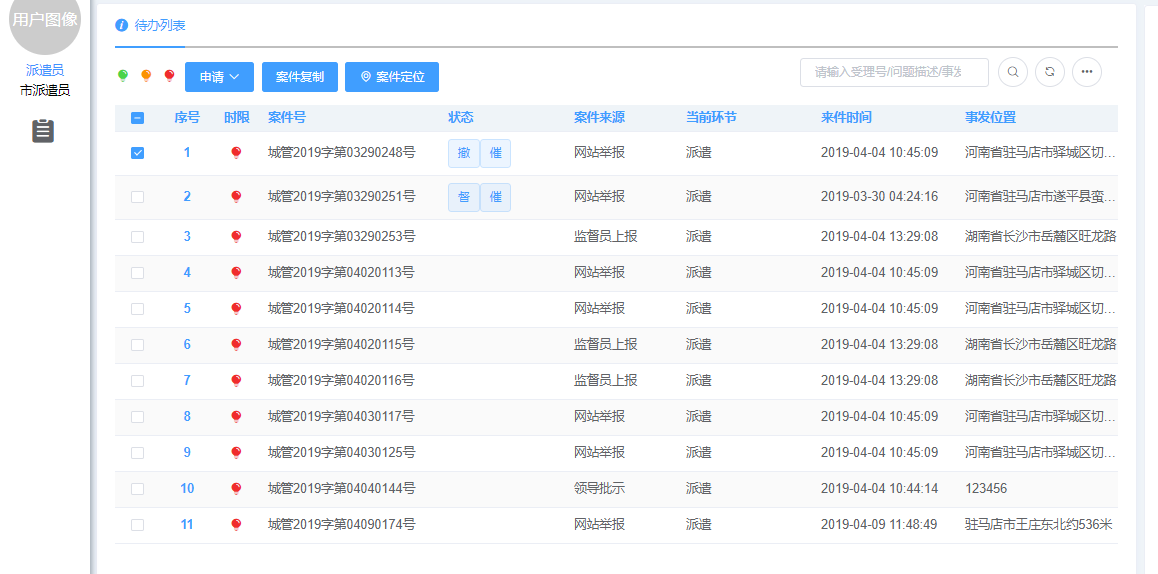 用户图像
派遣员
市派遣员
待办列表
申请 案件复制 案件定位 请输入受理号/问题描述/事发
序号 时限 案件号 状态 案件来源 当前环节 来件时间 事发位置
1 城管2019字第03290248号 撤 催 网站举报 派遣 2019-04-04 10:45:09 河南省驻马店市驿城区切...
2 城管2019字第03290251号 督 催 网站举报 派遣 2019-03-30 04:24:16 河南省驻马店市遂平县蛮...
3 城管2019字第03290253号 监督员上报 派遣 2019-04-04 13:29:08 湖南省长沙市岳麓区旺龙路
4 城管2019字第04020113号 网站举报 派遣 2019-04-04 10:45:09 河南省驻马店市驿城区切...
5 城管2019字第04020114号 网站举报 派遣 2019-04-04 10:45:09 河南省驻马店市驿城区切...
6 城管2019字第04020115号 监督员上报 派遣 2019-04-04 13:29:08 湖南省长沙市岳麓区旺龙路
7 城管2019字第04020116号 监督员上报 派遣 2019-04-04 13:29:08 湖南省长沙市岳麓区旺龙路
8 城管2019字第04030117号 网站举报 派遣 2019-04-04 10:45:09 河南省驻马店市驿城区切...
9 城管2019字第04030125号 网站举报 派遣 2019-04-04 10:45:09 河南省驻马店市驿城区切...
10 城管2019字第04040144号 领导批示 派遣 2019-04-04 10:44:14 123456
11 城管2019字第04090174号 网站举报 派遣 2019-04-09 11:48:49 驻马店市王庄东北约536米